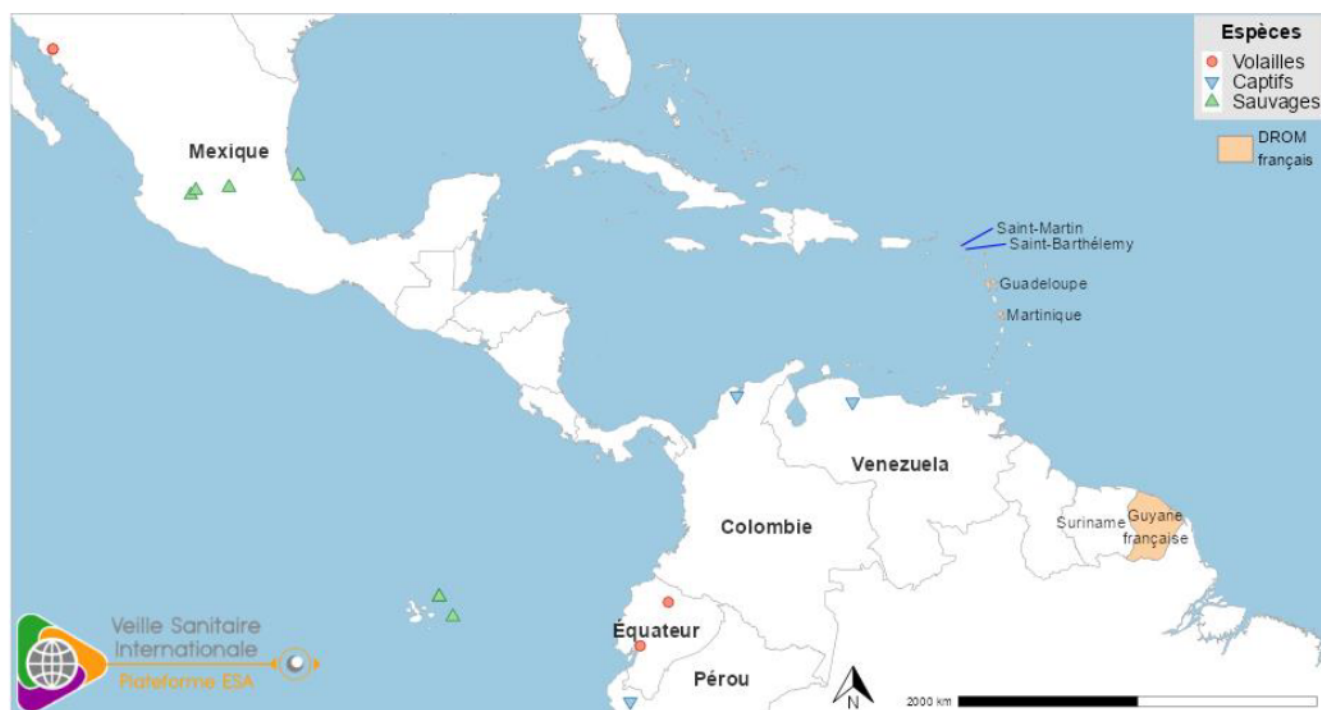 Espèces
Volailles
Captifs
Sauvages
DROM
français
Mexique
Saint-Martin
Saint-Barthélemy
Guadeloupe
Martinique
Venezuela
Colombie
Suriname
Guyane
française
Équateur
Pérou
Veille Sanitaire
Internationale
Plateforme ESA
N
2000 km